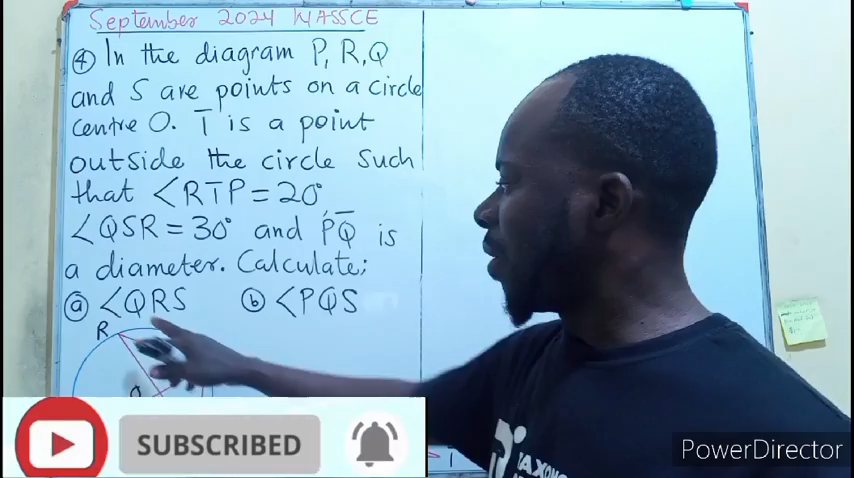 September 2024 WASSCE
④ In the diagram P, R, Q
and S are points on a circle
centre O. T is a point
outside the circle such
that <RTP = 20°
<QSR = 30° and PQ is
a diameter. Calculate;
ⓐ <QRS ⓑ <PQS
R
O
SUBSCRIBED
PowerDirector